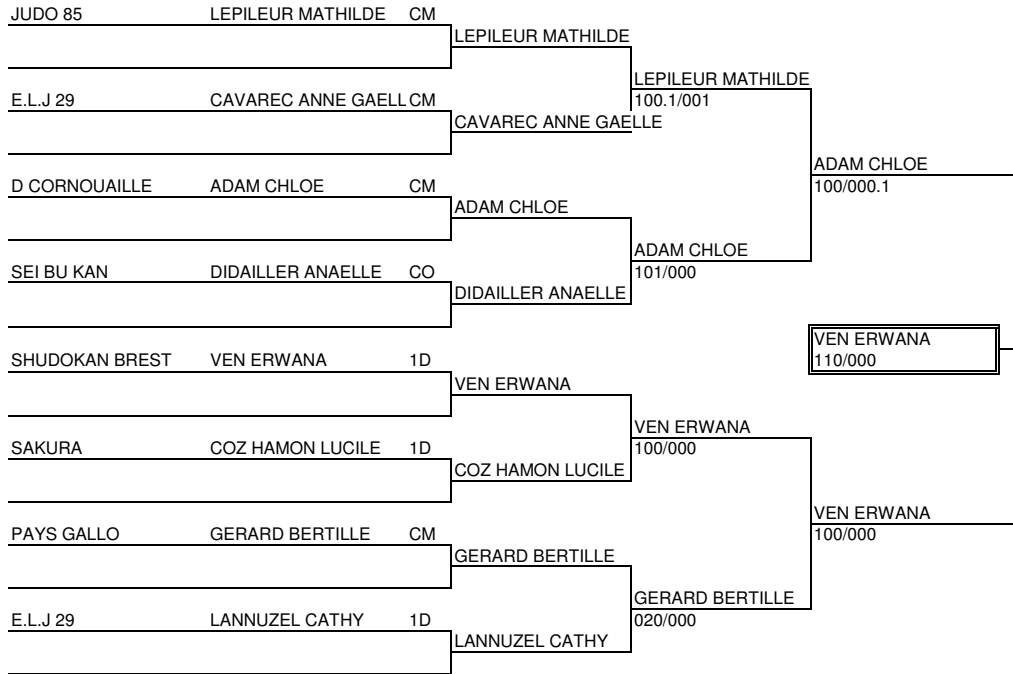 JUDO 85 LEPILEUR MATHILDE CM
LEPILEUR MATHILDE
LEPILEUR MATHILDE
E.L.J 29 CAVAREC ANNE GAELL CM
100.1/001
CAVAREC ANNE GAELLE
ADAM CHLOE
D CORNOUAILLE ADAM CHLOE CM
100/000.1
ADAM CHLOE
ADAM CHLOE
SEI BU KAN DIDAILLER ANAELLE CO
101/000
DIDAILLER ANAELLE
VEN ERWANA
SHUDOKAN BREST VEN ERWANA 1D
110/000
VEN ERWANA
VEN ERWANA
SAKURA COZ HAMON LUCILE 1D
100/000
COZ HAMON LUCILE
VEN ERWANA
PAYS GALLO GERARD BERTILLE CM
100/000
GERARD BERTILLE
GERARD BERTILLE
E.L.J 29 LANNUZEL CATHY 1D
020/000
LANNUZEL CATHY